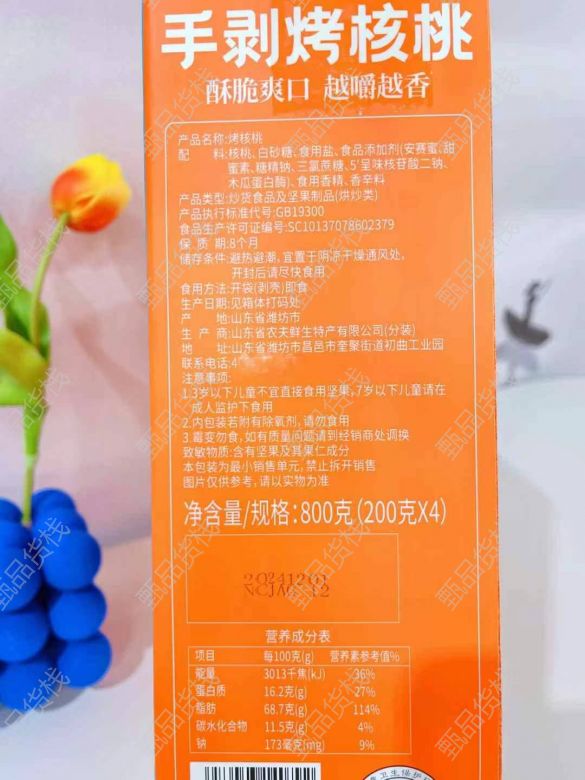 手剥烤核桃
酥脆爽口 越嚼越香
产品名称:烤核桃
配 料:核桃、白砂糖、食用盐、食品添加剂(安赛蜜、甜
蜜素、糖精钠、三氯蔗糖、5'呈味核苷酸二钠、
木瓜蛋白酶)、食用香精、香辛料
产品类型:炒货食品及坚果制品(烘炒类)
产品执行标准代号:GB19300
食品生产许可证编号:SC10137078602379
保 质 期:8个月
储存条件:避热避潮,宜置于阴凉干燥通风处,
开封后请尽快食用
食用方法:开袋(剥壳)即食
生产日期:见箱体打码处
产 地:山东省潍坊市
生 产 商:山东省农夫鲜生特产有限公司(分装)
地 址:山东省潍坊市昌邑市奎聚街道初曲工业园
联系电话:4
注意事项:
1.3岁以下儿童不宜直接食用坚果,7岁以下儿童请在
成人监护下食用
2.内包装若附有除氧剂,请勿食用
3.霉变勿食,如有质量问题请到经销商处调换
致敏物质:含有坚果及其果仁成分
本包装为最小销售单元,禁止拆开销售
图片仅供参考,请以实物为准
净含量/规格:800克(200克X4)
20241201
NCJAG 12
营养成分表
项目 每100克(g) 营养素参考值%
能量 3013千焦(kJ) 36%
蛋白质 16.2克(g) 27%
脂肪 68.7克(g) 114%
碳水化合物 11.5克(g) 4%
钠 173毫克(mg) 9%
甄品货栈